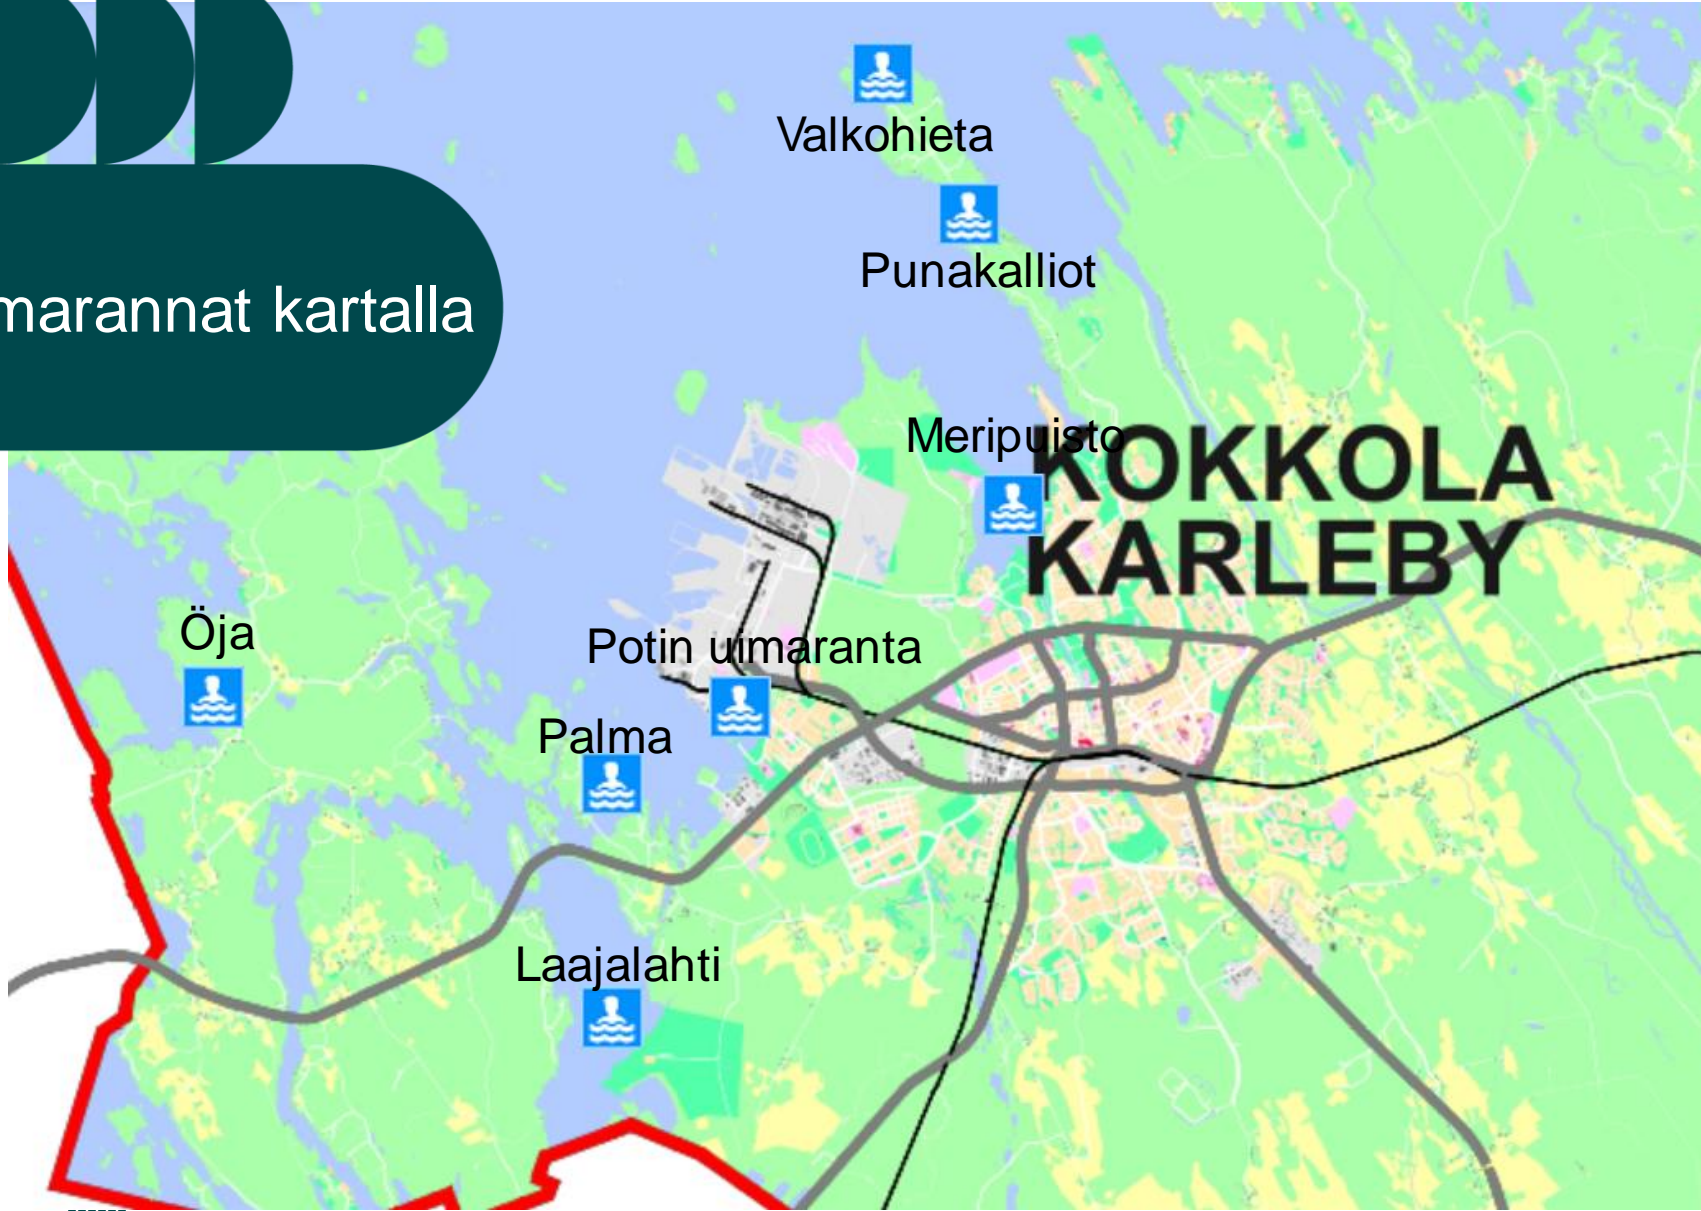 Valkohieta
Punakalliot
marannat kartalla
Meripuisto
KOKKOLA
KARLEBY
Öja
Potin uimaranta
Palma
Laajalahti